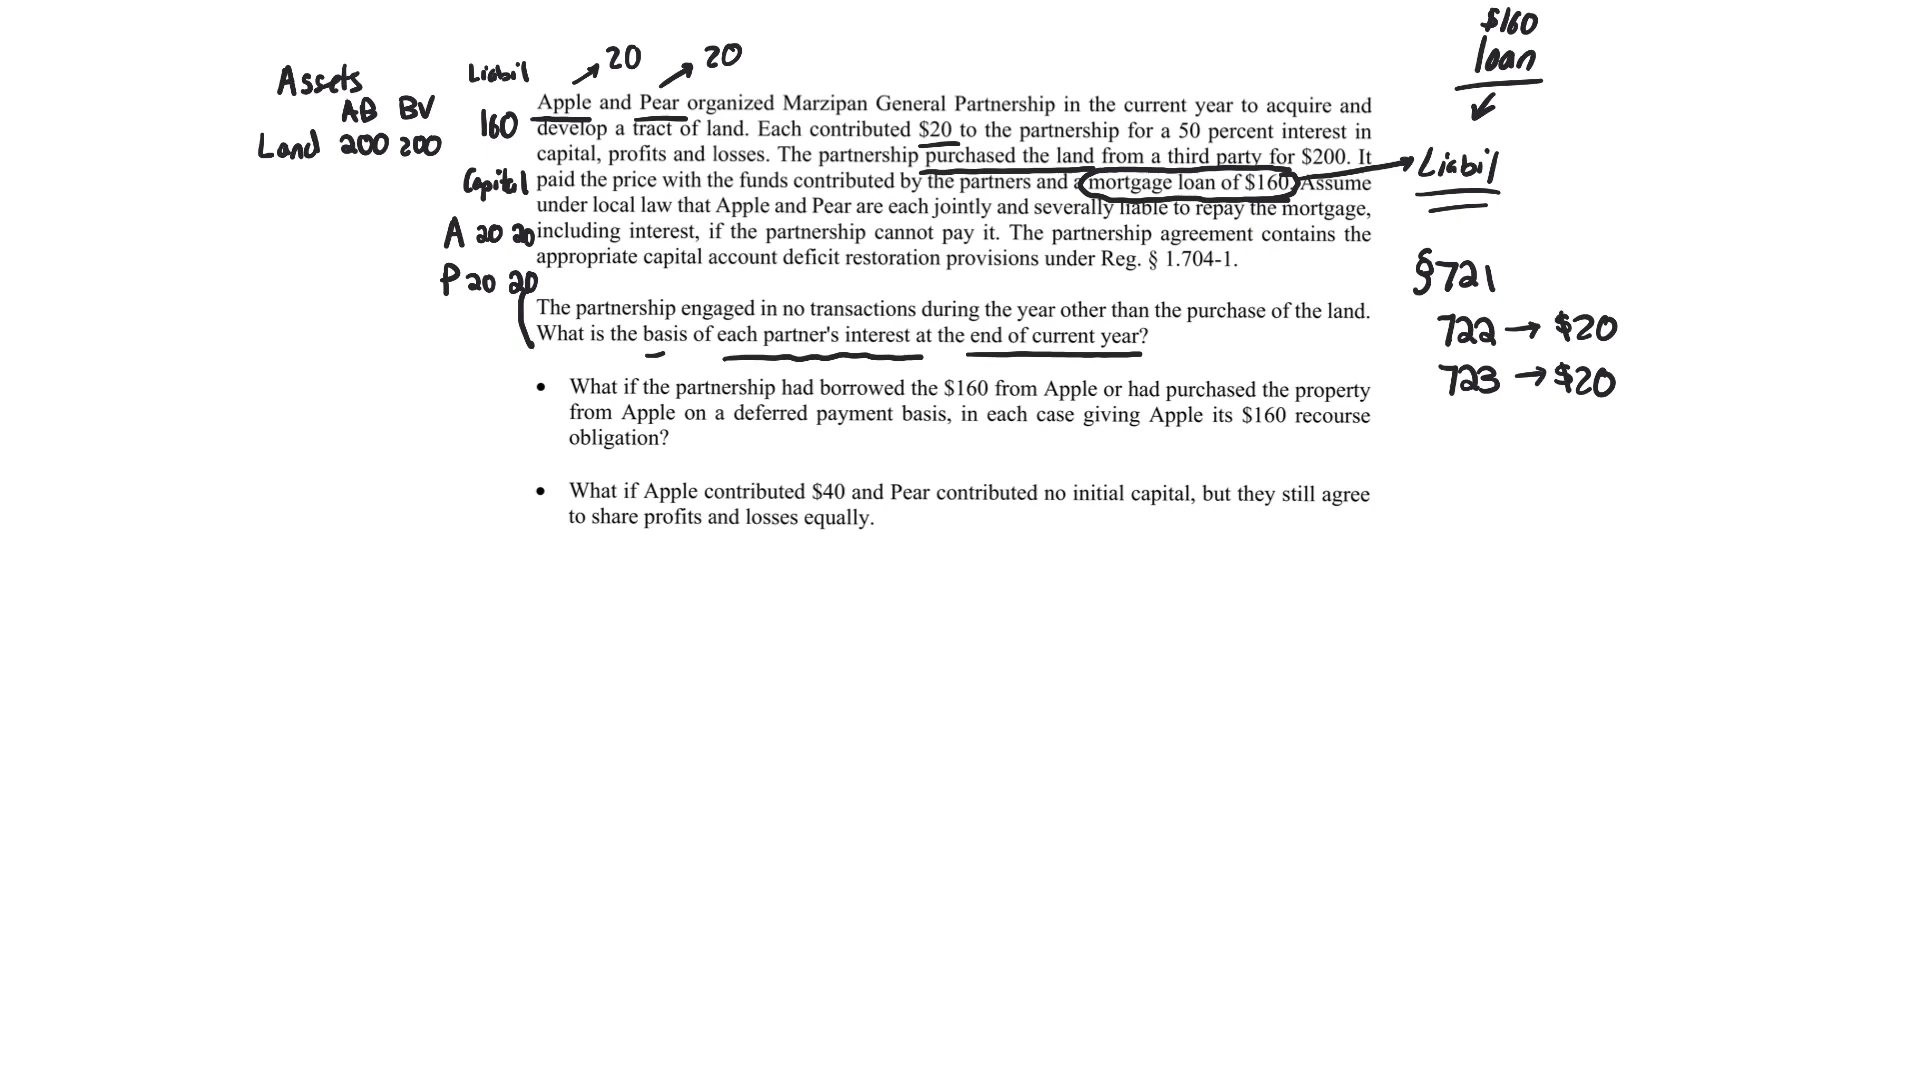 $160
loan
Assets
Liabil
20
20
AB BV
160
Land 200 200
Liabil
Capital
A 20 20
P 20 20
Apple and Pear organized Marzipan General Partnership in the current year to acquire and
develop a tract of land. Each contributed $20 to the partnership for a 50 percent interest in
capital, profits and losses. The partnership purchased the land from a third party for $200. It
paid the price with the funds contributed by the partners and a mortgage loan of $160. Assume
under local law that Apple and Pear are each jointly and severally liable to repay the mortgage,
including interest, if the partnership cannot pay it. The partnership agreement contains the
appropriate capital account deficit restoration provisions under Reg. § 1.704-1.
§721
722 → $20
723 → $20
The partnership engaged in no transactions during the year other than the purchase of the land.
What is the basis of each partner's interest at the end of current year?
• What if the partnership had borrowed the $160 from Apple or had purchased the property
from Apple on a deferred payment basis, in each case giving Apple its $160 recourse
obligation?
• What if Apple contributed $40 and Pear contributed no initial capital, but they still agree
to share profits and losses equally.